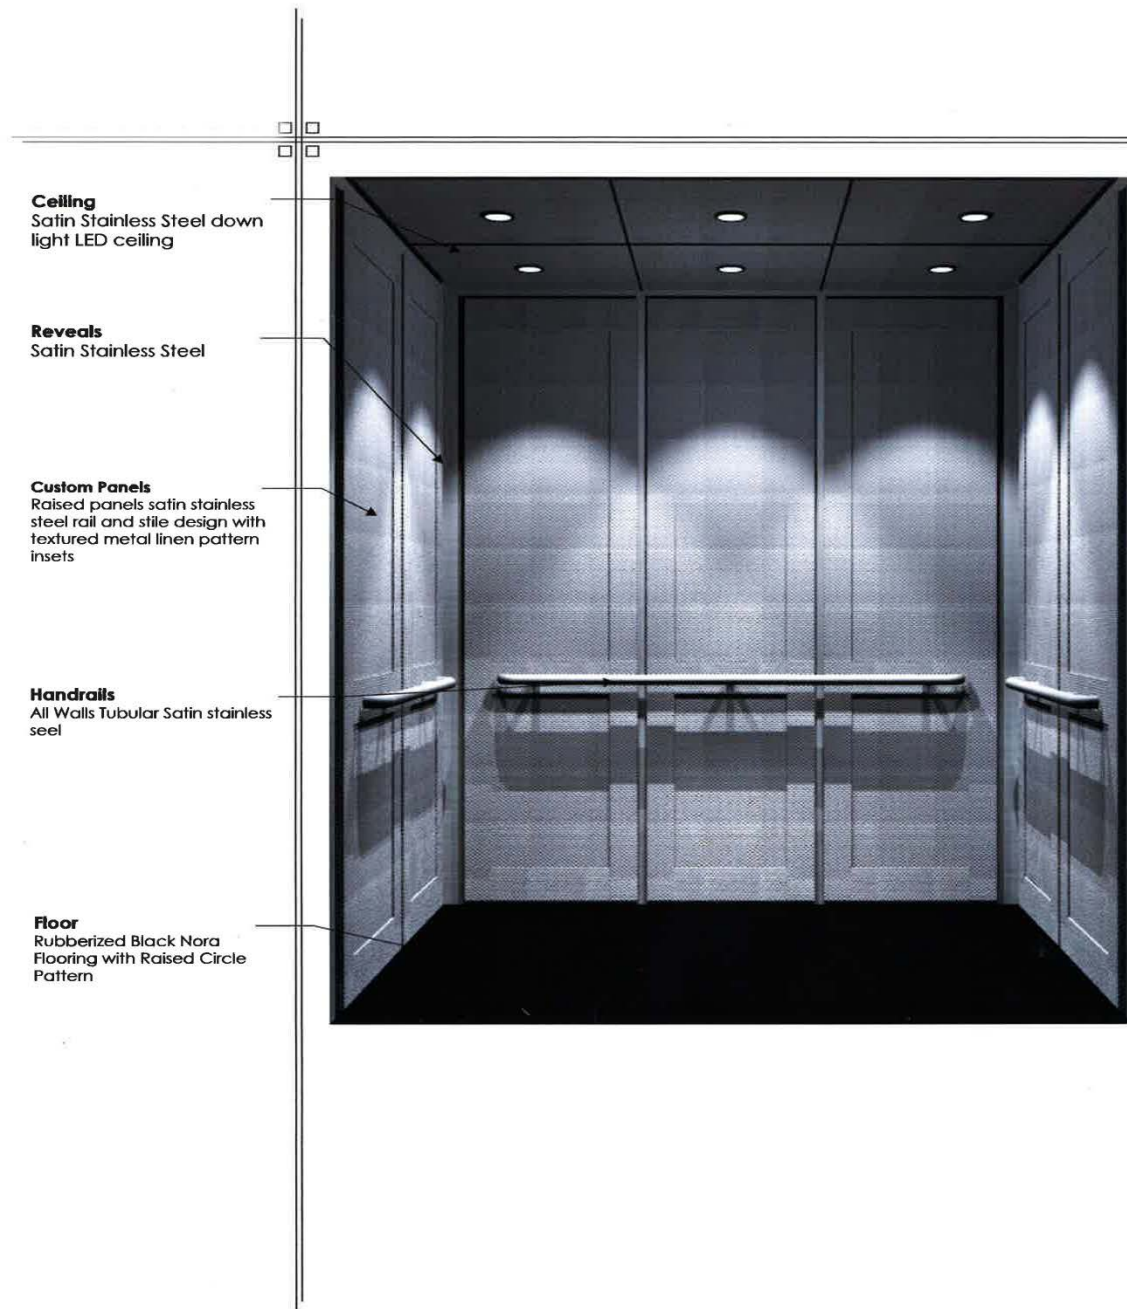 Ceiling
Satin Stainless Steel down
light LED ceiling
Reveals
Satin Stainless Steel
Custom Panels
Raised panels satin stainless
steel rail and stile design with
textured metal linen pattern
insets
Handrails
All Walls Tubular Satin stainless
seel
Floor
Rubberized Black Nora
Flooring with Raised Circle
Pattern